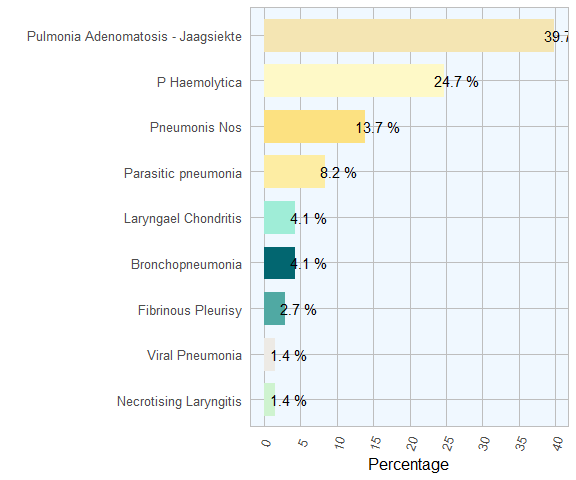 Pulmonia Adenomatosis - Jaagsiekte 39.7
P Haemolytica 24.7 %
Pneumonis Nos 13.7 %
Parasitic pneumonia 8.2 %
Laryngael Chondritis 4.1 %
Bronchopneumonia 4.1 %
Fibrinous Pleurisy 2.7 %
Viral Pneumonia 1.4 %
Necrotising Laryngitis 1.4 %
0 5 10 15 20 25 30 35 40
Percentage